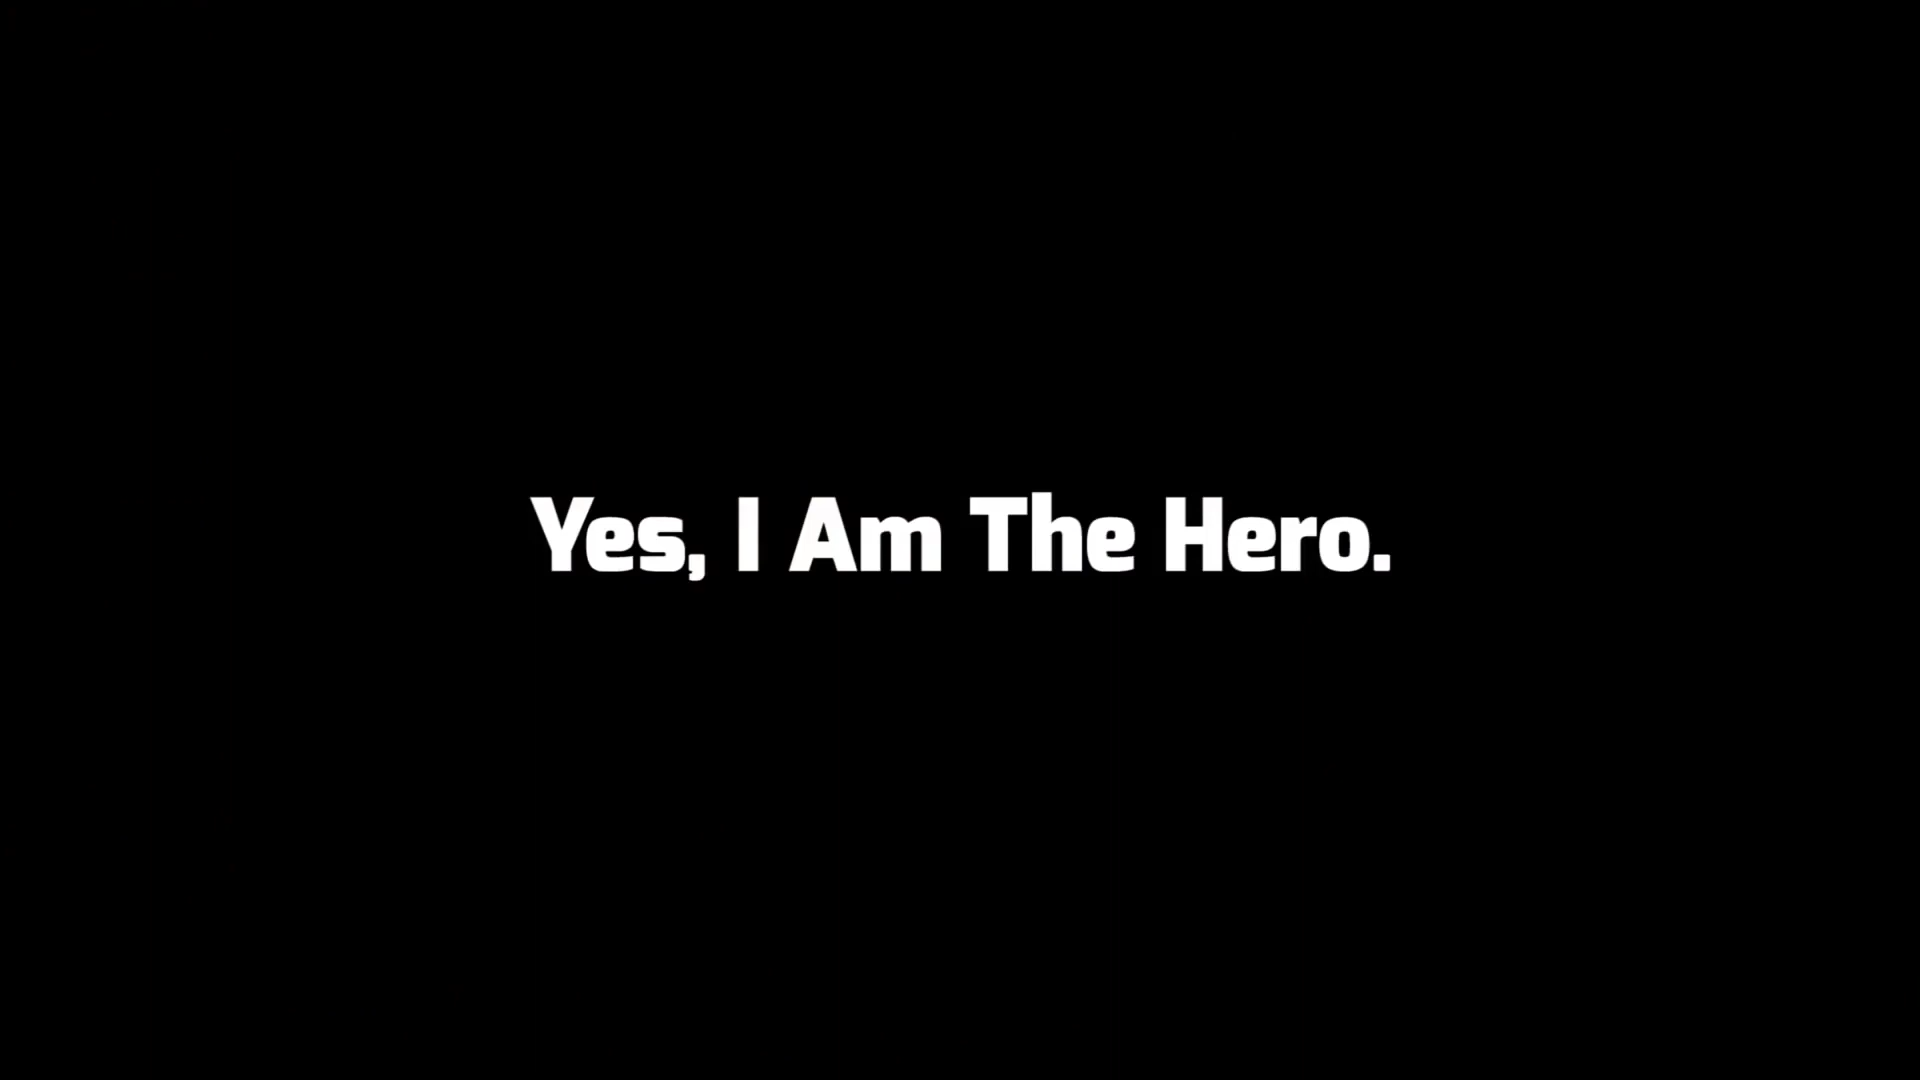 Yes, I Am The Hero.